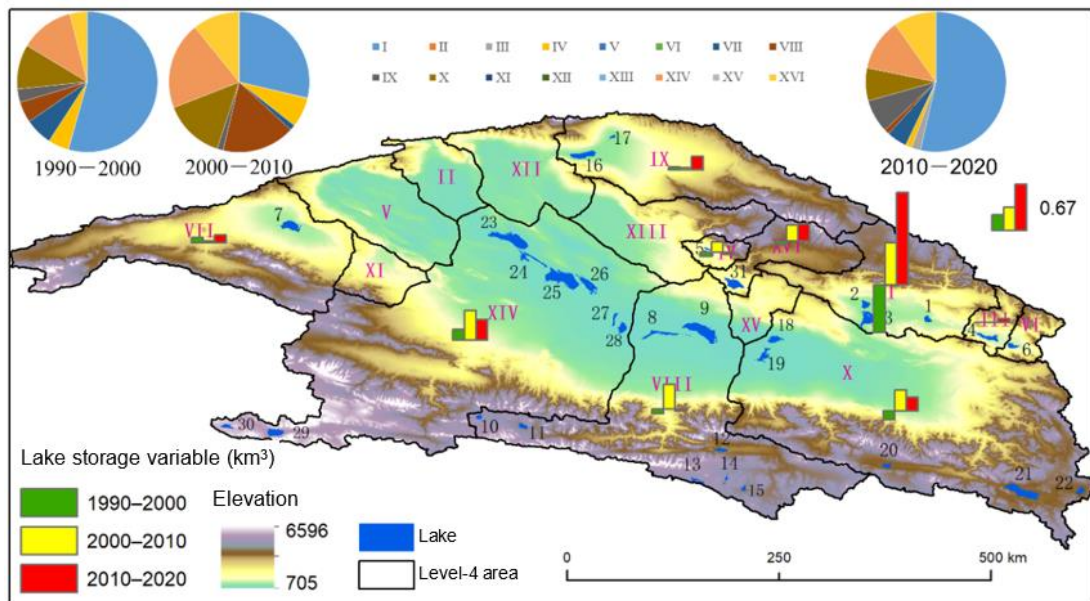 I II III IV V VI VII VIII
IX X XI XII XIII XIV XV XVI
1990—2000
2000—2010
2010—2020
0.67
17
16
IX
XII
II
V
7
VII
XI
XIII
XVI
5
23
24
25
26
31
2
I
1
3
III
VI
4
6
XIV
27
28
8
9
XV
18
19
X
VIII
10
11
30
29
12
13
14
15
20
21
22
Lake storage variable (km³)
1990–2000
2000–2010
2010–2020
Elevation
6596
705
Lake
Level-4 area
0 250 500 km